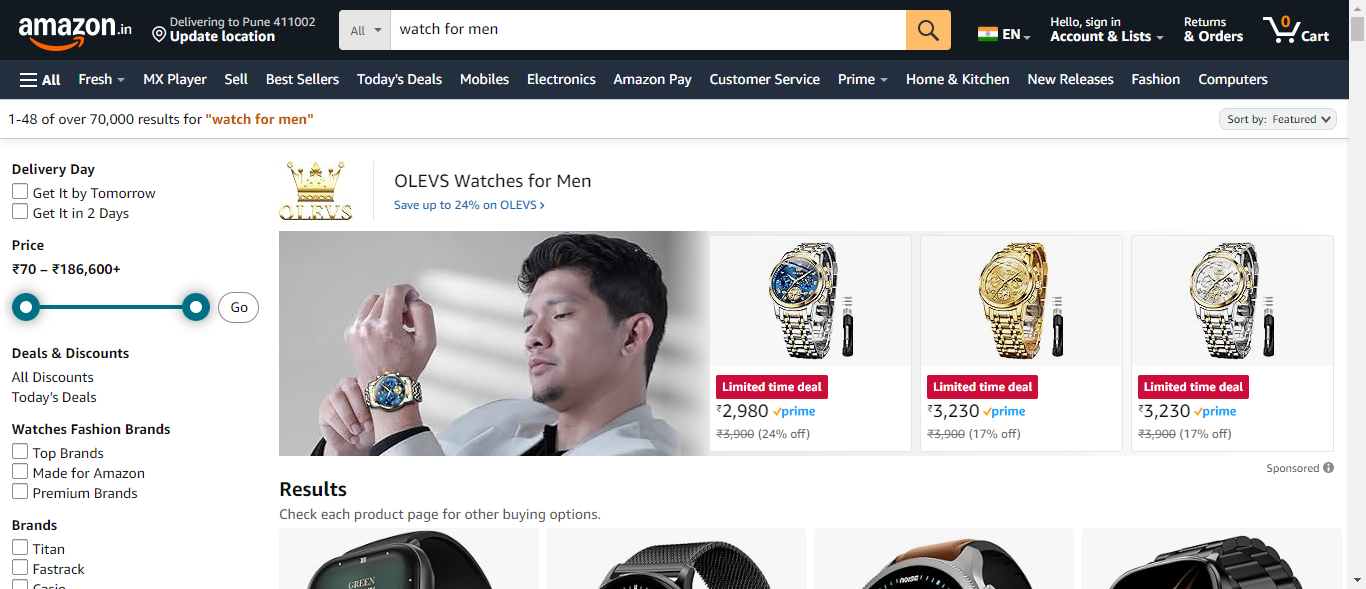 amazon.in
Delivering to Pune 411002
Update location
All
watch for men
EN
Hello, sign in
Account & Lists
Returns
& Orders
0
Cart
All
Fresh
MX Player
Sell
Best Sellers
Today's Deals
Mobiles
Electronics
Amazon Pay
Customer Service
Prime
Home & Kitchen
New Releases
Fashion
Computers
1-48 of over 70,000 results for "watch for men"
Sort by: Featured
Delivery Day
Get It by Tomorrow
Get It in 2 Days
Price
₹70 – ₹186,600+
Go
Deals & Discounts
All Discounts
Today's Deals
Watches Fashion Brands
Top Brands
Made for Amazon
Premium Brands
Brands
Titan
Fastrack
Casio
OLEVS
OLEVS Watches for Men
Save up to 24% on OLEVS ›
Limited time deal
₹2,980 prime
₹3,900 (24% off)
Limited time deal
₹3,230 prime
₹3,900 (17% off)
Limited time deal
₹3,230 prime
₹3,900 (17% off)
Sponsored
Results
Check each product page for other buying options.
GREEN
NOISE